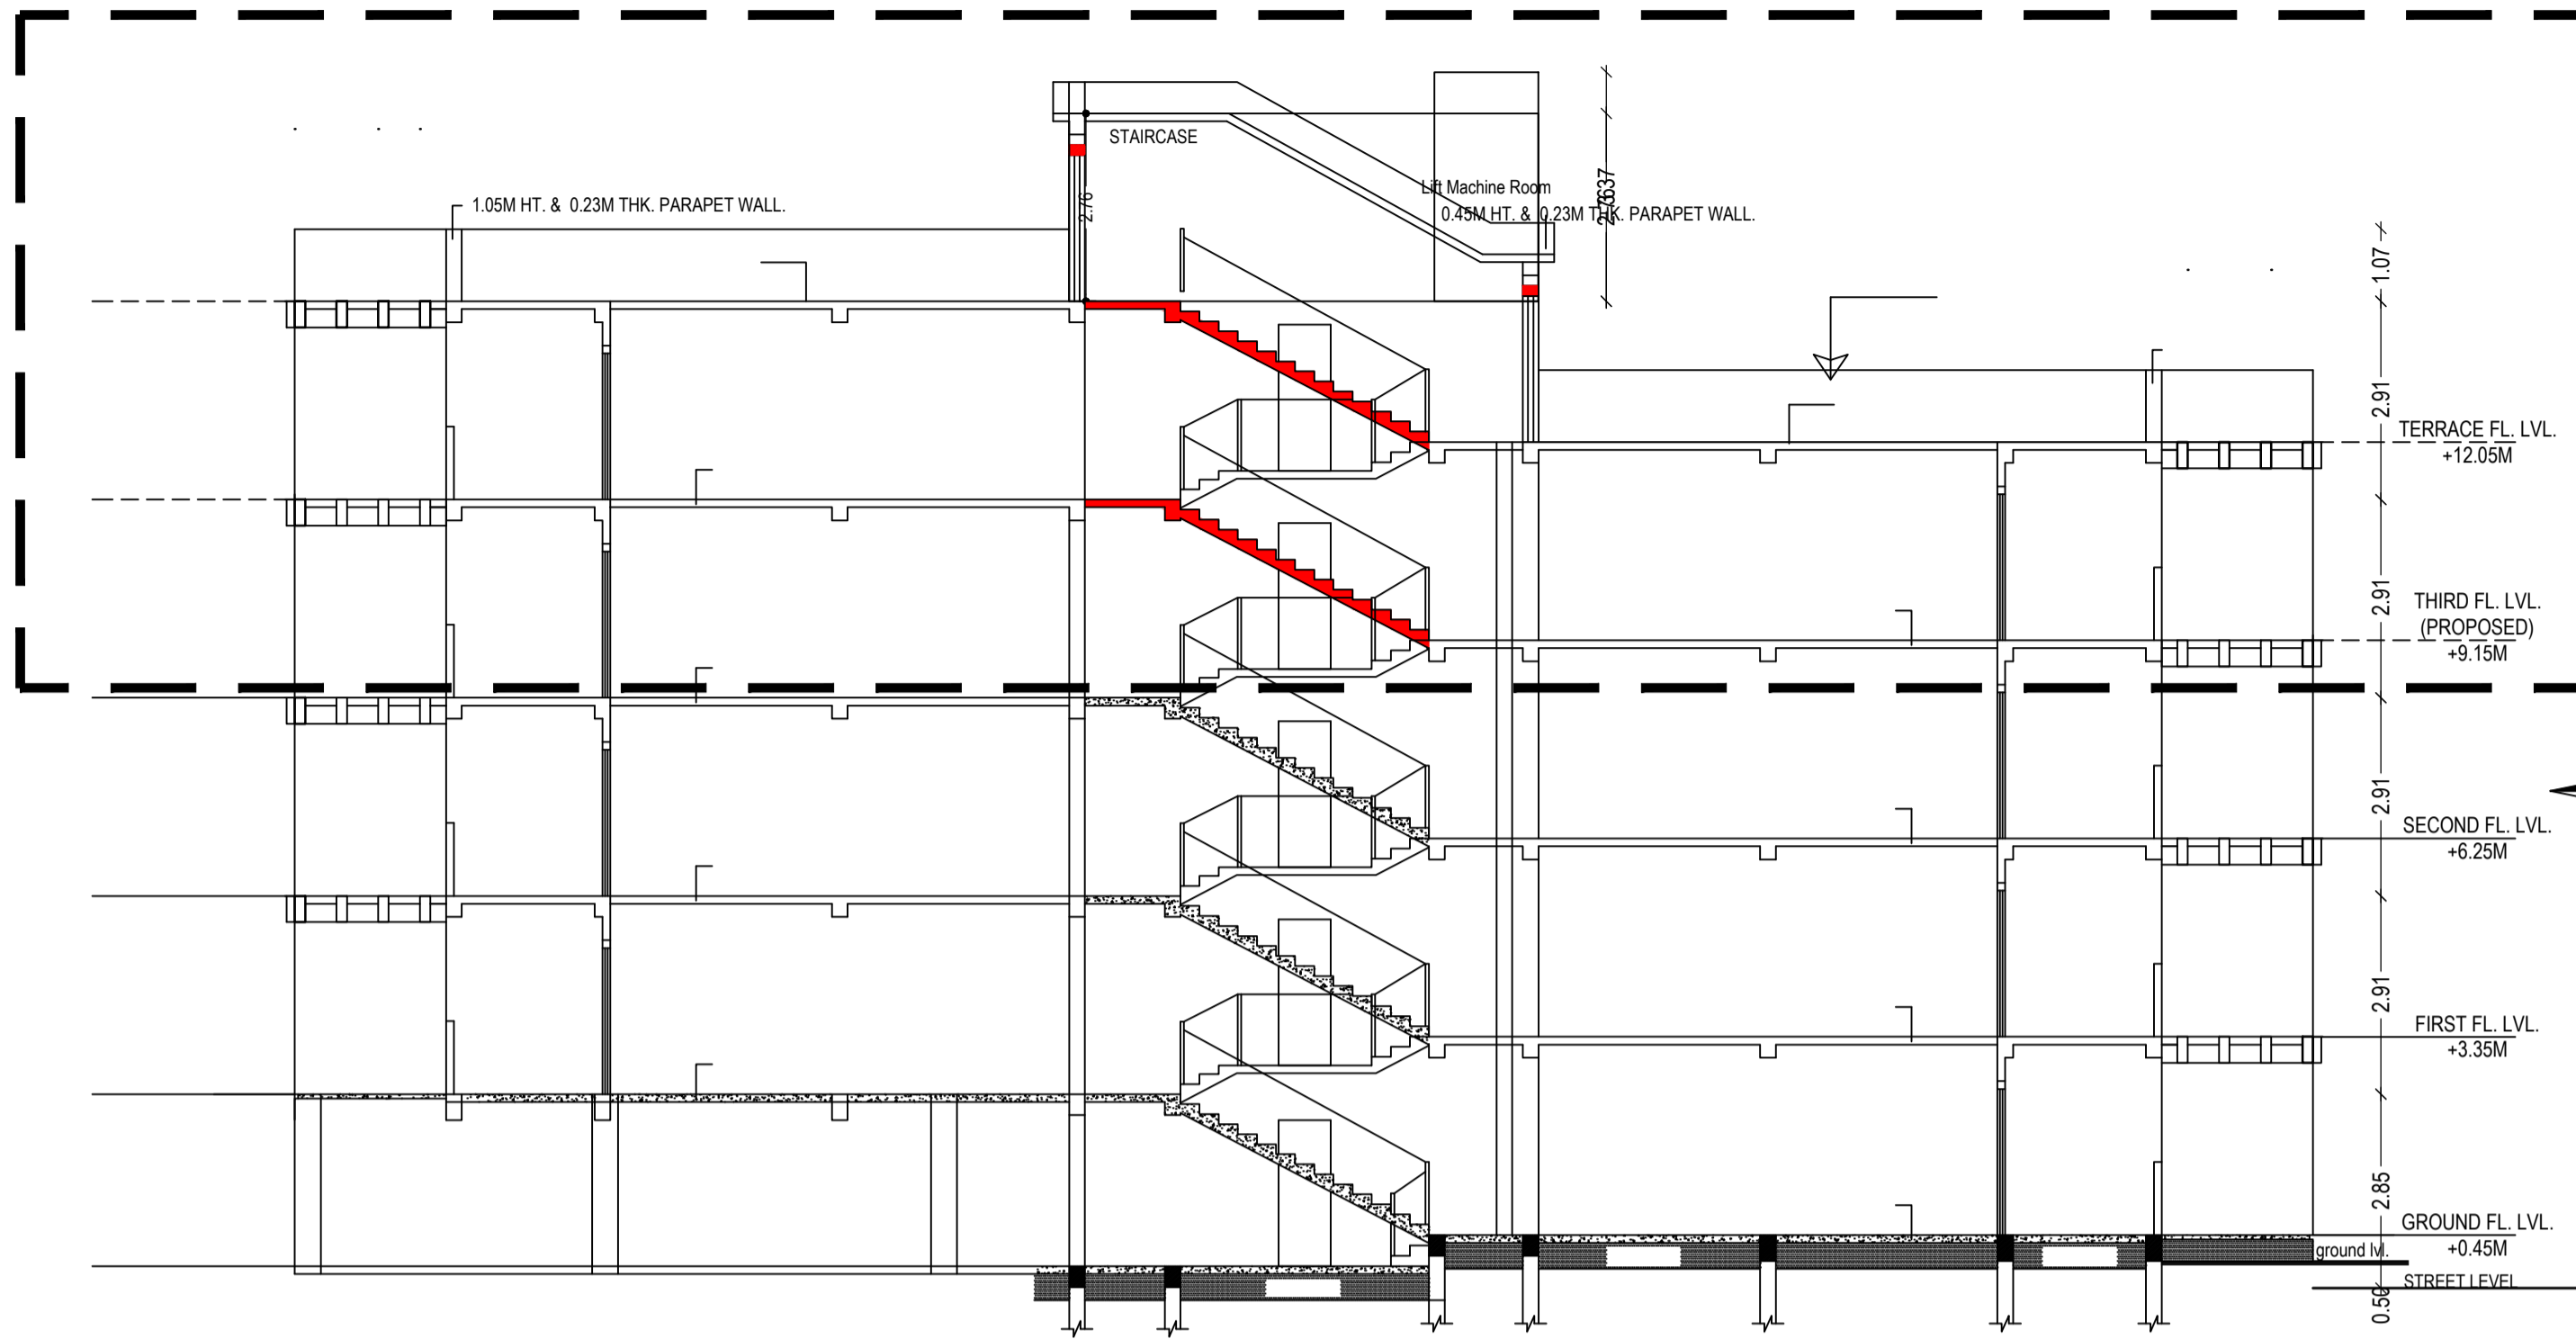 STAIRCASE
Lift Machine Room
1.05M HT. & 0.23M THK. PARAPET WALL.
2.76
0.45M HT. & 0.23M THK. PARAPET WALL.
1.07
2.91
TERRACE FL. LVL.
+12.05M
2.91
THIRD FL. LVL.
(PROPOSED)
+9.15M
2.91
SECOND FL. LVL.
+6.25M
2.91
FIRST FL. LVL.
+3.35M
2.85
GROUND FL. LVL.
+0.45M
ground lvl.
STREET LEVEL
0.50